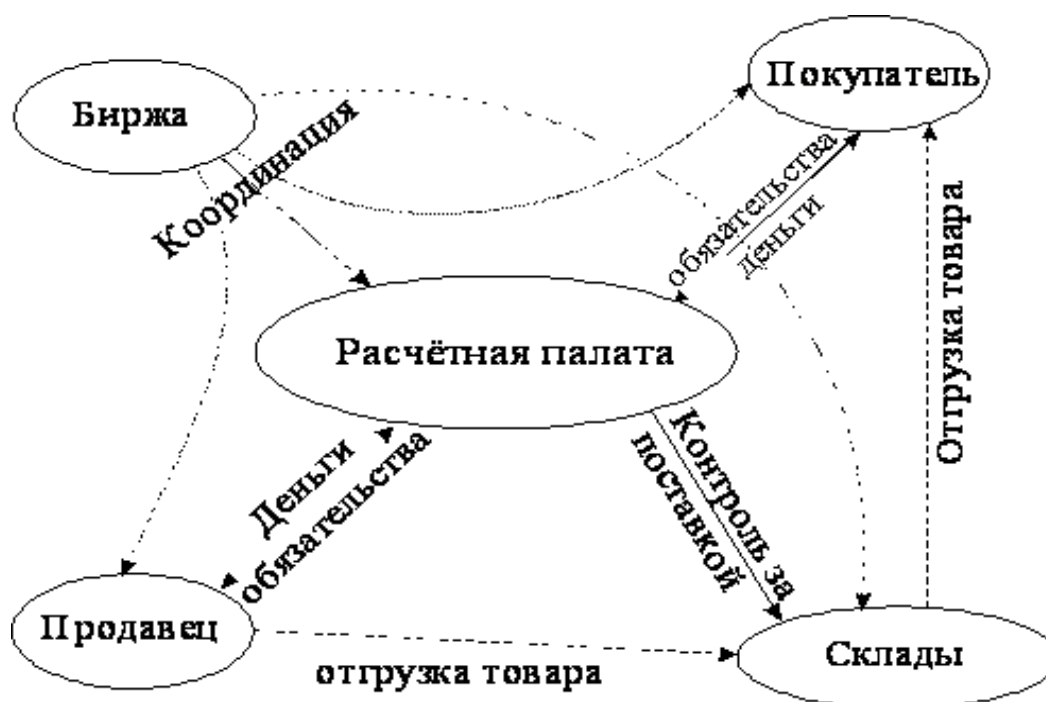 Биржа
Покупатель
Координация
обязательства
деньги
Отгрузка товара
Расчётная палата
Деньги
обязательства
Контроль за
поставкой
Продавец
отгрузка товара
Склады